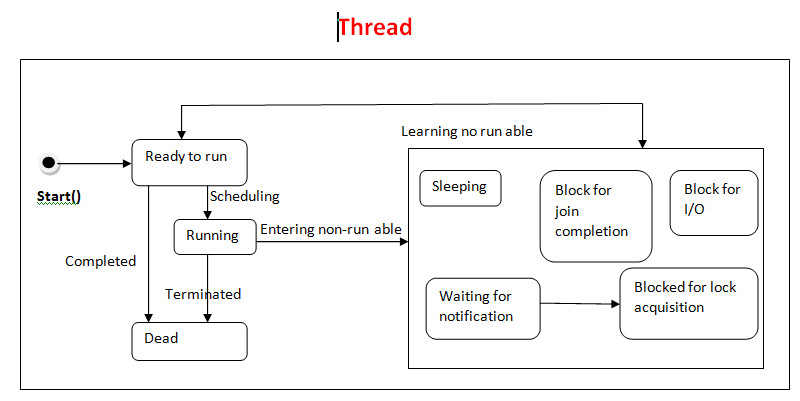 Thread
Learning no run able
Ready to run
Start()
Scheduling
Sleeping
Block for
join
completion
Block for
I/O
Running
Entering non-run able
Completed
Terminated
Waiting for
notification
Blocked for lock
acquisition
Dead